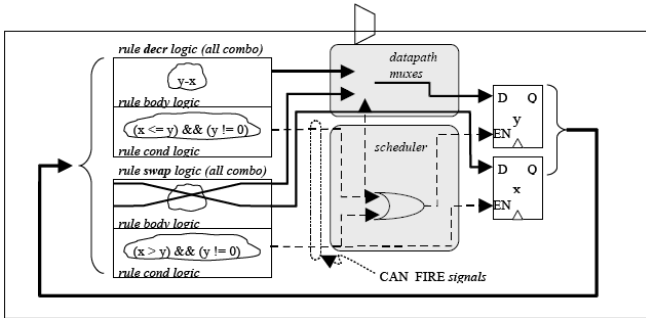 rule decr logic (all combo)
y-x
rule body logic
(x <= y) && (y != 0)
rule cond logic
rule swap logic (all combo)
rule body logic
(x > y) && (y != 0)
rule cond logic
datapath
muxes
scheduler
CAN FIRE signals
D Q
y
EN
D Q
x
EN